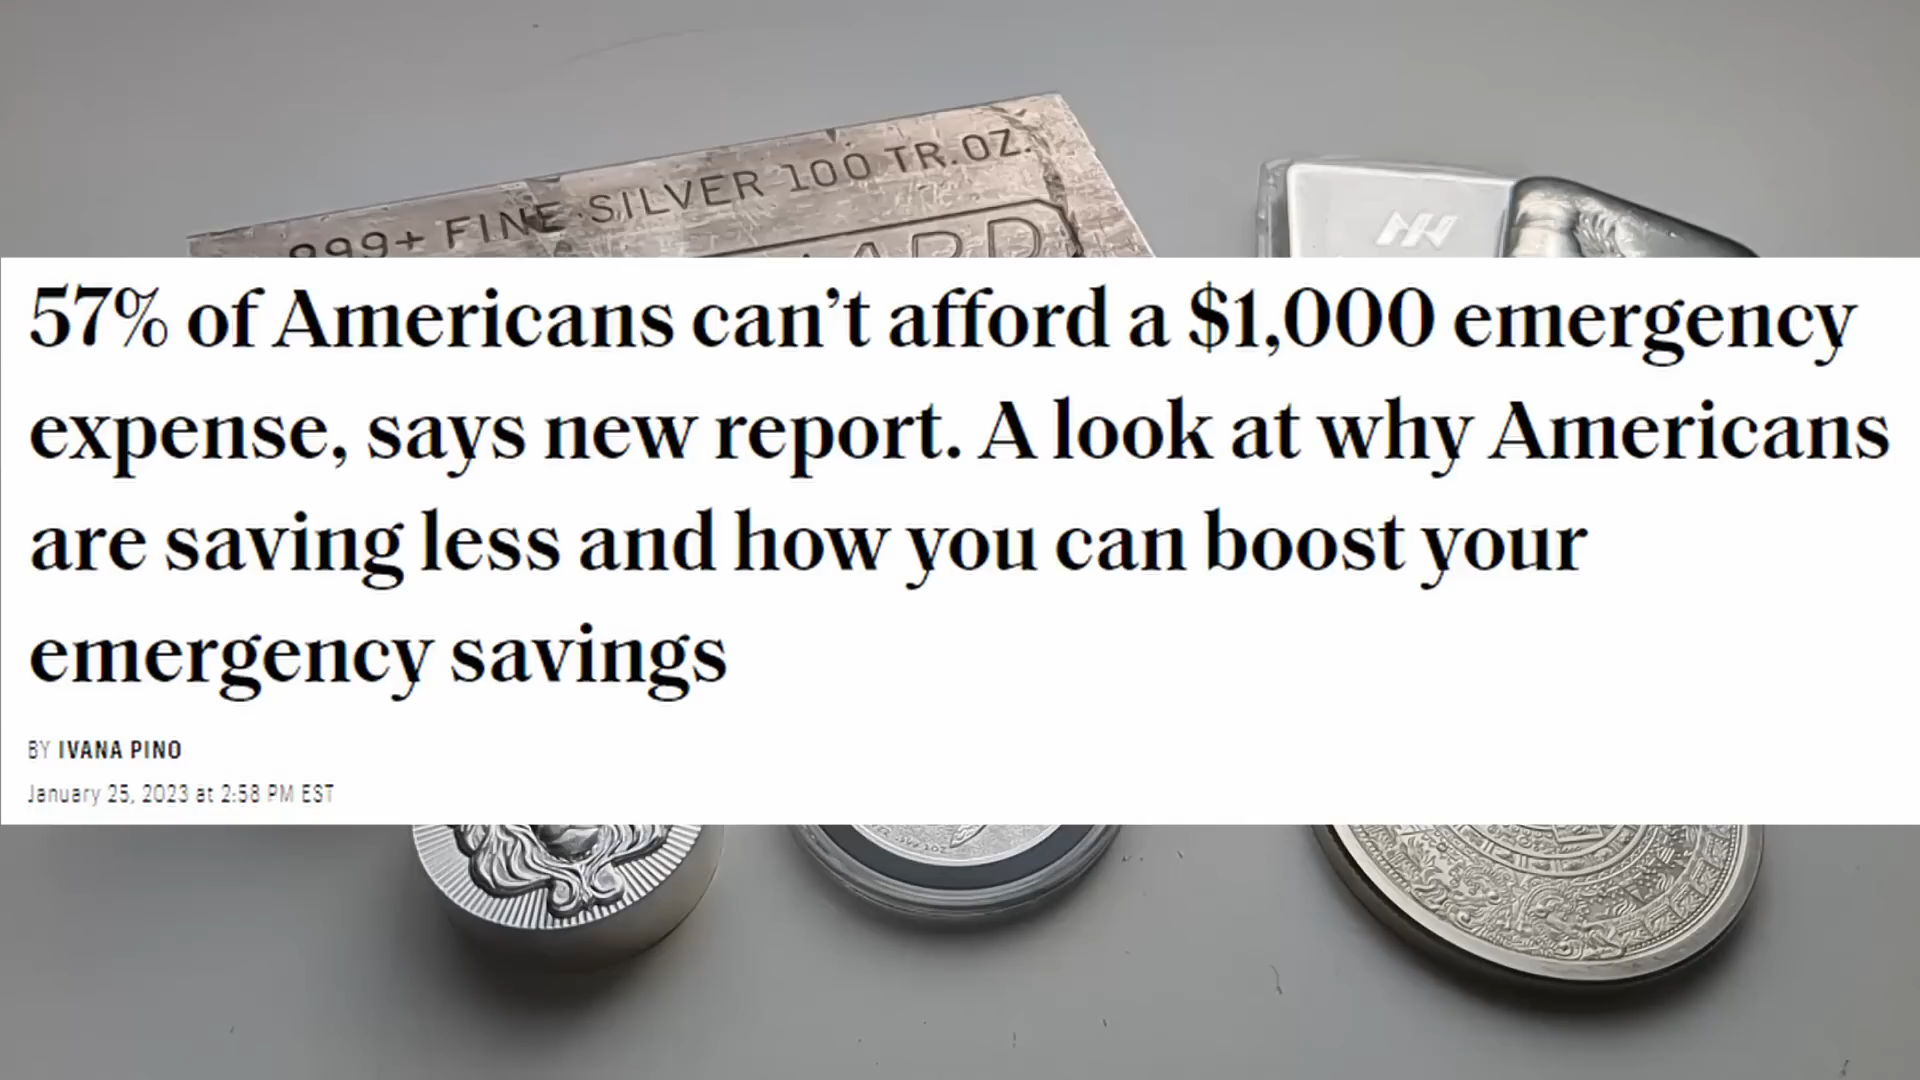 999+ FINE SILVER 100 TR.OZ.
57% of Americans can’t afford a $1,000 emergency
expense, says new report. A look at why Americans
are saving less and how you can boost your
emergency savings
BY IVANA PINO
January 25, 2023 at 2:58 PM EST